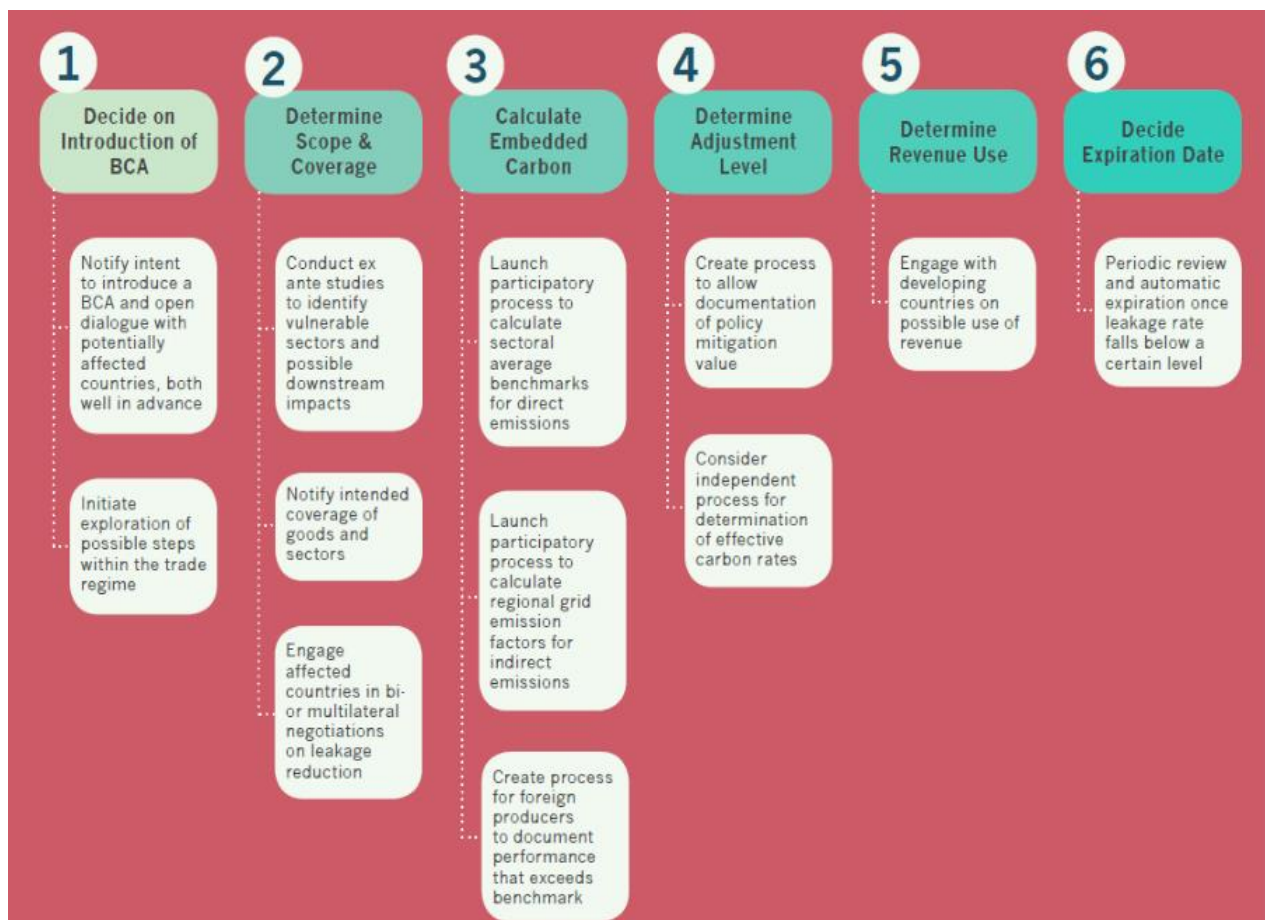 1
Decide on
Introduction of
BCA
Notify intent
to introduce a
BCA and open
dialogue with
potentially
affected
countries, both
well in advance
Initiate
exploration of
possible steps
within the trade
regime
2
Determine
Scope &
Coverage
Conduct ex
ante studies
to identify
vulnerable
sectors and
possible
downstream
impacts
Notify intended
coverage of
goods and
sectors
Engage
affected
countries in bi-
or multilateral
negotiations
on leakage
reduction
3
Calculate
Embedded
Carbon
Launch
participatory
process to
calculate
sectoral
average
benchmarks
for direct
emissions
Launch
participatory
process to
calculate
regional grid
emission
factors for
indirect
emissions
Create process
for foreign
producers
to document
performance
that exceeds
benchmark
4
Determine
Adjustment
Level
Create process
to allow
documentation
of policy
mitigation
value
Consider
independent
process for
determination
of effective
carbon rates
5
Determine
Revenue Use
Engage with
developing
countries on
possible use of
revenue
6
Decide
Expiration Date
Periodic review
and automatic
expiration once
leakage rate
falls below a
certain level